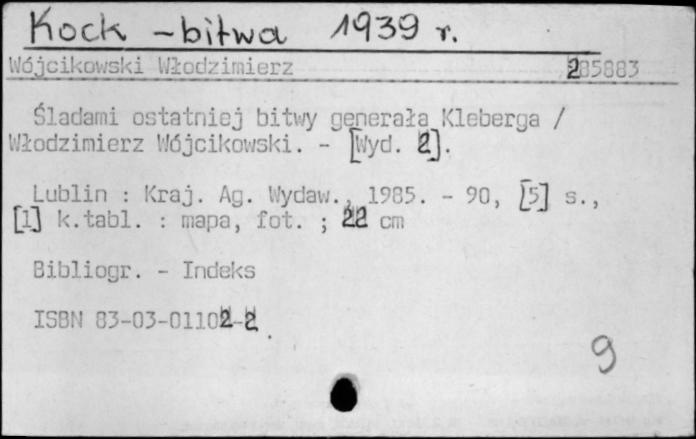 Kock - bitwa 1939 r.
Wójcikowski Włodzimierz 285883
Śladami ostatniej bitwy generała Kleberga /
Włodzimierz Wójcikowski. - [Wyd. 2].
Lublin : Kraj. Ag. Wydaw., 1985. - 90, [5] s.,
[1] k.tabl. : mapa, fot. ; 22 cm
Bibliogr. - Indeks
ISBN 83-03-01102-2
9